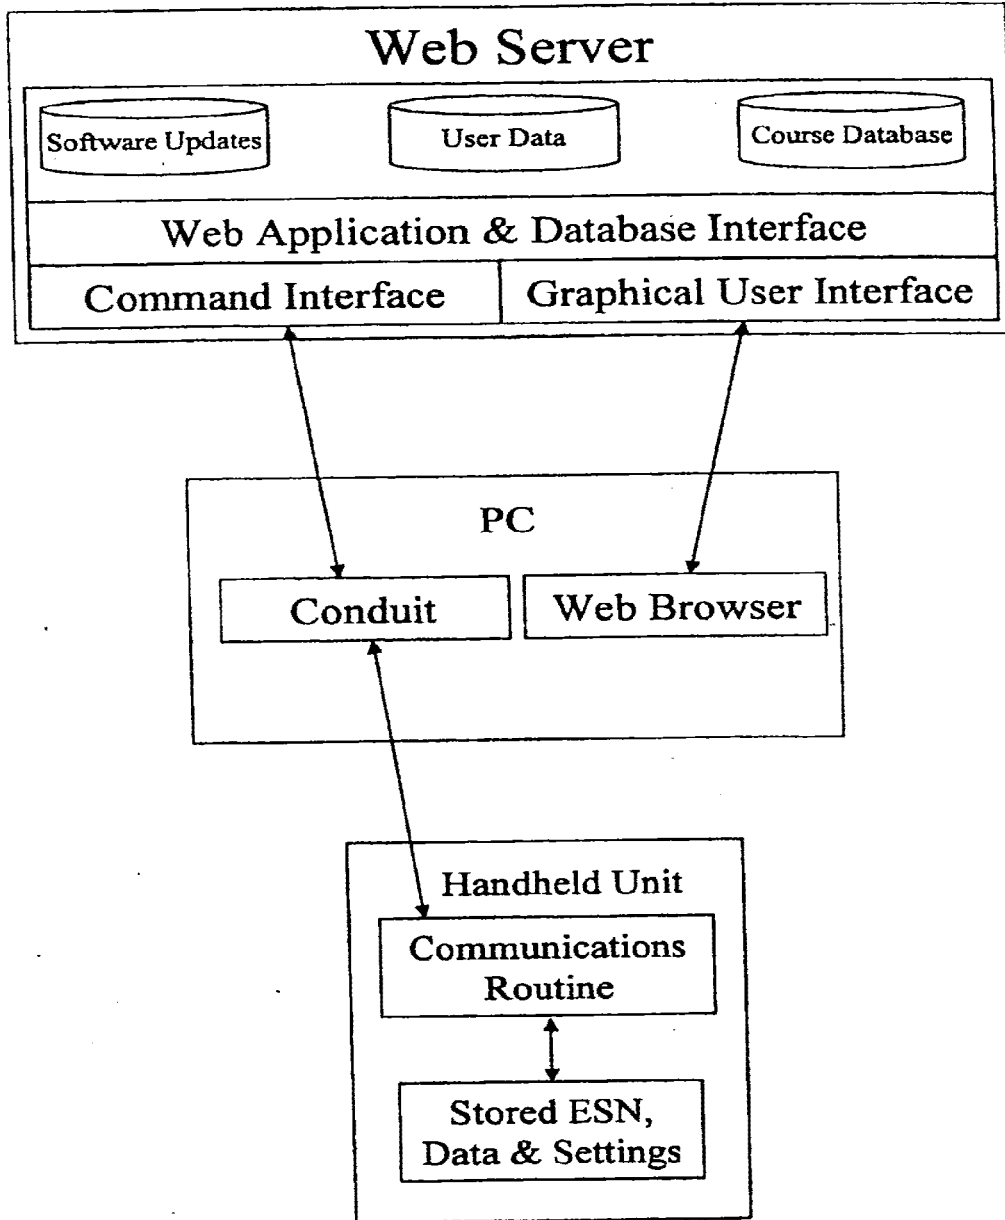 Web Server
Software Updates
User Data
Course Database
Web Application & Database Interface
Command Interface
Graphical User Interface
PC
Conduit
Web Browser
Handheld Unit
Communications
Routine
Stored ESN,
Data & Settings